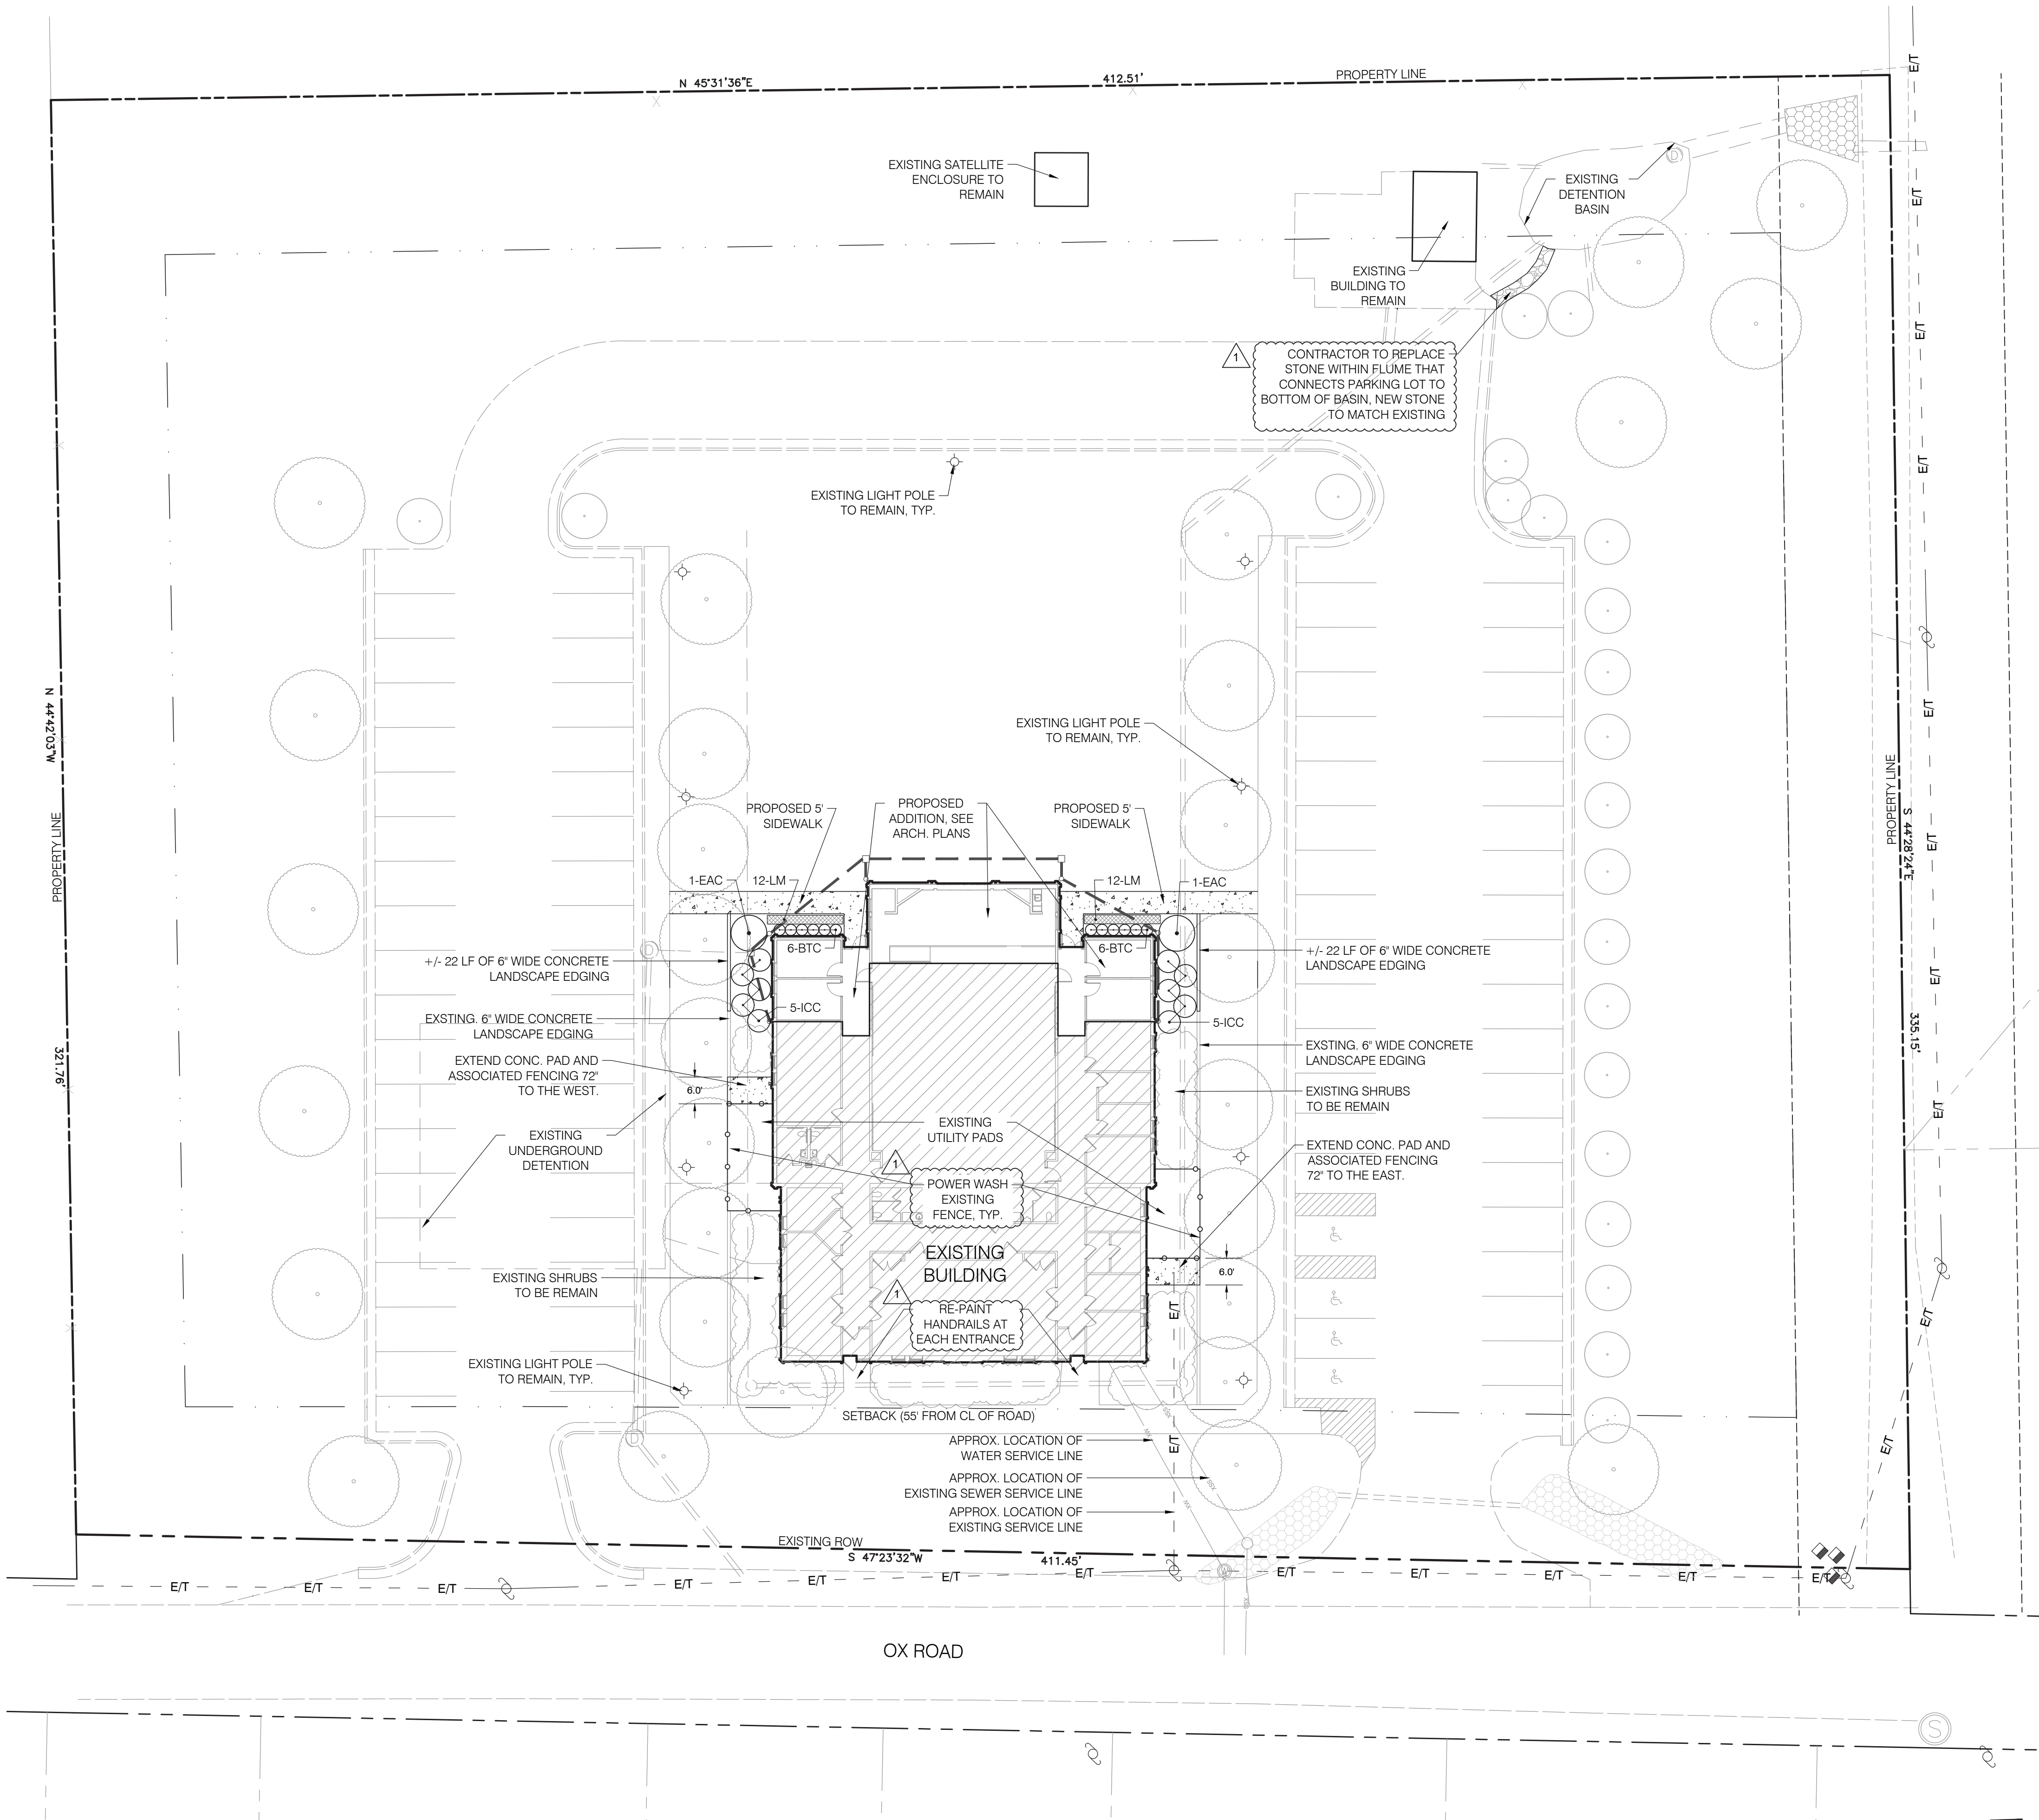 N 45°31'36"E
412.51'
PROPERTY LINE
E/T
EXISTING SATELLITE
ENCLOSURE TO
REMAIN
EXISTING
DETENTION
BASIN
D
E/T
EXISTING
BUILDING TO
REMAIN
E/T
1
CONTRACTOR TO REPLACE
STONE WITHIN FLUME THAT
CONNECTS PARKING LOT TO
BOTTOM OF BASIN, NEW STONE
TO MATCH EXISTING
E/T
EXISTING LIGHT POLE
TO REMAIN, TYP.
N 44°42'03"W
E/T
EXISTING LIGHT POLE
TO REMAIN, TYP.
PROPERTY LINE
PROPERTY LINE
S 44°28'24"E
E/T
PROPOSED 5'
SIDEWALK
PROPOSED
ADDITION, SEE
ARCH. PLANS
PROPOSED 5'
SIDEWALK
1-EAC
12-LM
12-LM
1-EAC
6-BTC
6-BTC
D
+/- 22 LF OF 6" WIDE CONCRETE
LANDSCAPE EDGING
+/- 22 LF OF 6" WIDE CONCRETE
LANDSCAPE EDGING
E/T
5-ICC
5-ICC
EXSTING. 6" WIDE CONCRETE
LANDSCAPE EDGING
EXSTING. 6" WIDE CONCRETE
LANDSCAPE EDGING
321.76'
335.15'
EXTEND CONC. PAD AND
ASSOCIATED FENCING 72"
TO THE WEST.
6.0'
EXISTING SHRUBS
TO BE REMAIN
E/T
EXISTING
UNDERGROUND
DETENTION
EXISTING
UTILITY PADS
EXTEND CONC. PAD AND
ASSOCIATED FENCING
72" TO THE EAST.
1
POWER WASH
EXISTING
FENCE, TYP.
EXISTING
BUILDING
6.0'
EXISTING SHRUBS
TO BE REMAIN
1
RE-PAINT
HANDRAILS AT
EACH ENTRANCE
E/T
E/T
EXISTING LIGHT POLE
TO REMAIN, TYP.
SETBACK (55' FROM CL OF ROAD)
D
XSS
XW
E/T
E/T
APPROX. LOCATION OF
WATER SERVICE LINE
APPROX. LOCATION OF
EXISTING SEWER SERVICE LINE
XSS
XW
APPROX. LOCATION OF
EXISTING SERVICE LINE
EXISTING ROW
S 47°23'32"W
411.45'
E/T
E/T
E/T
E/T
E/T
E/T
E/T
W
E/T
E/T
E/T
E/T
E/T
XSS
OX ROAD
S